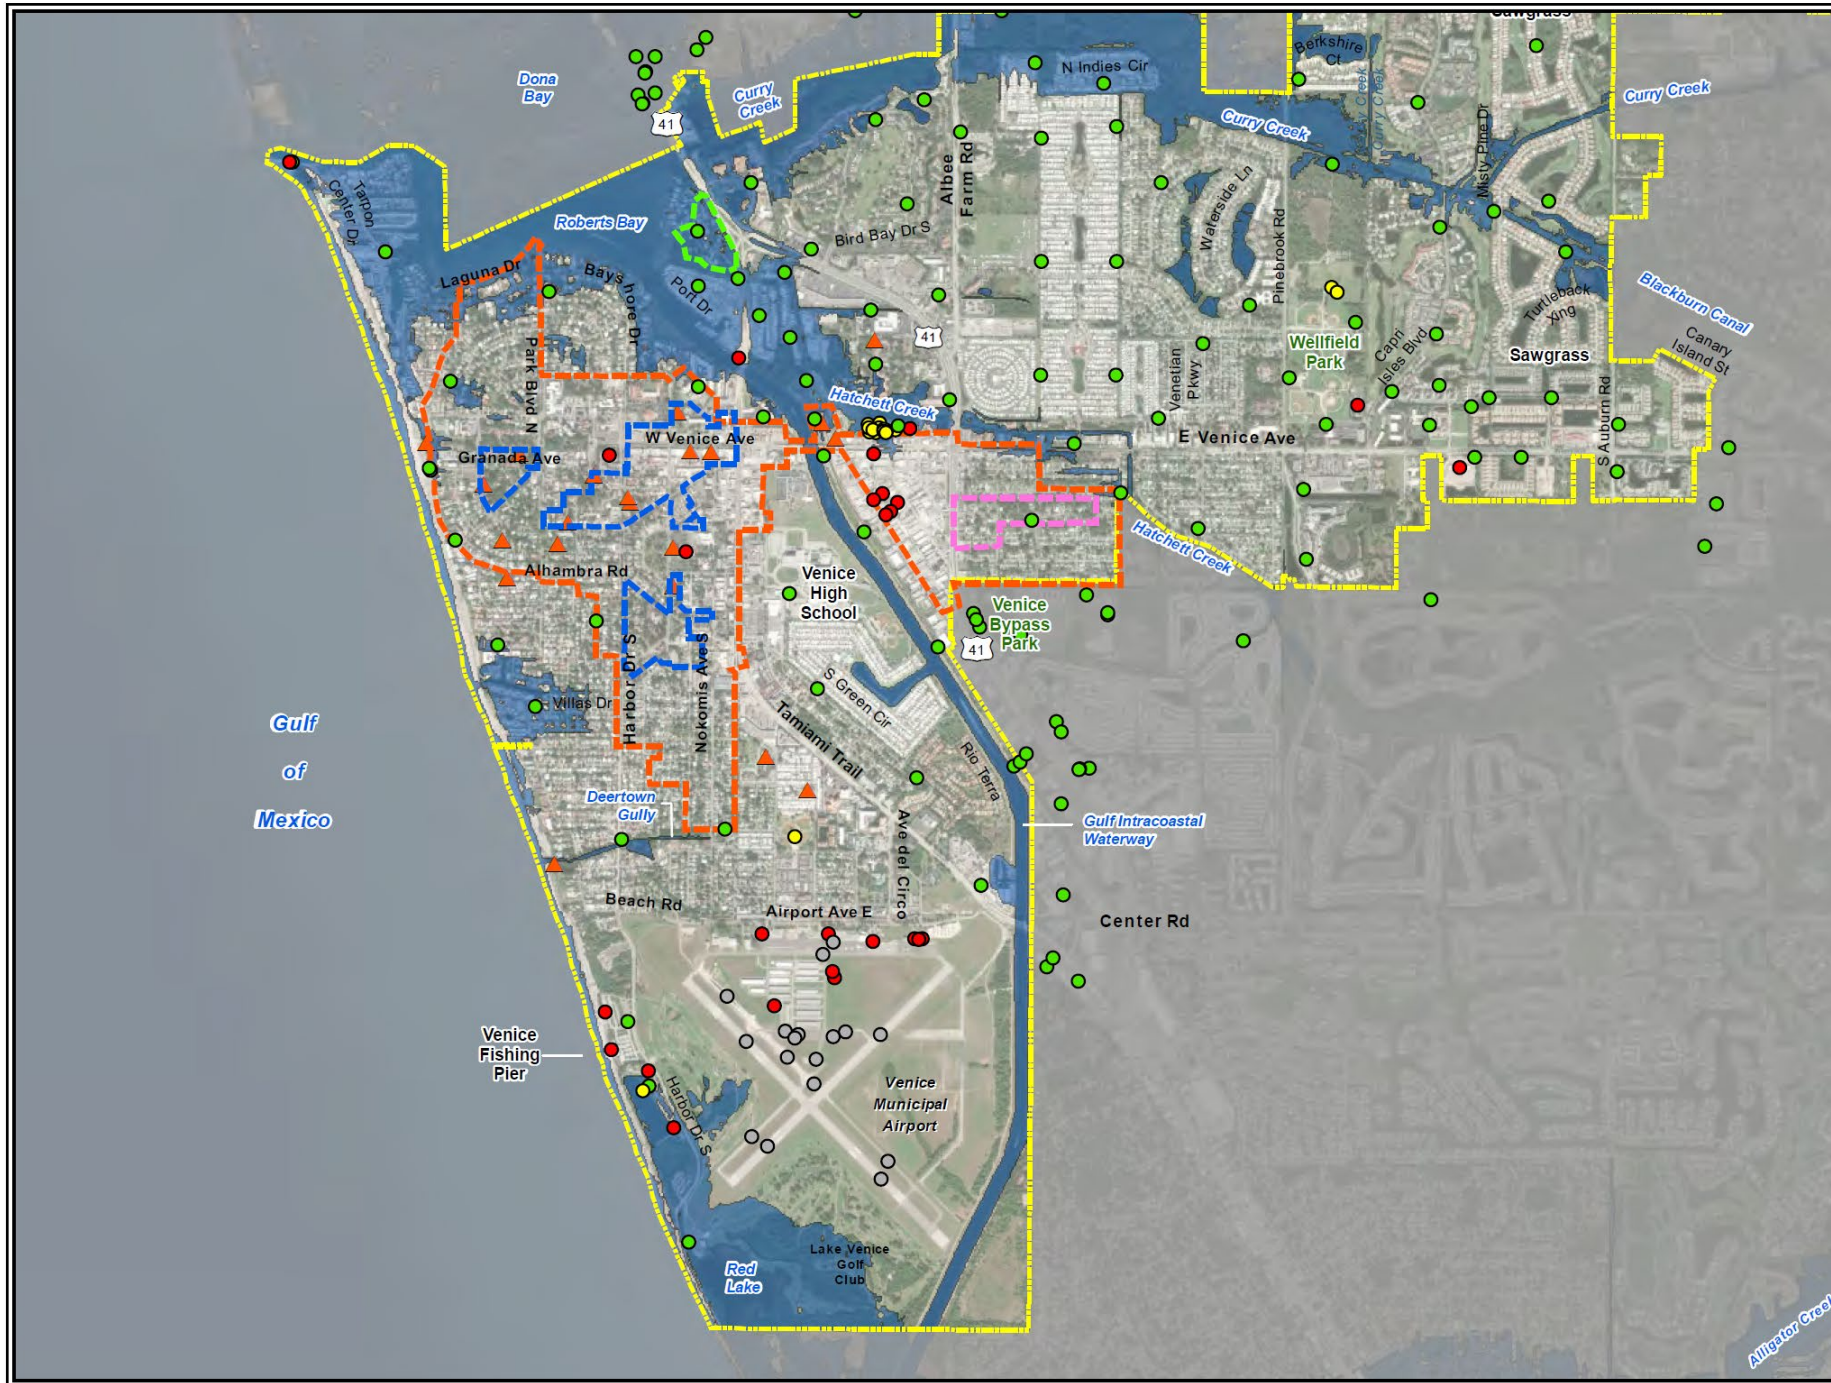 Sawgrass
Berkshire
Ct
N Indies Cir
Dona
Bay
Curry
Creek
41
Curry Creek
Curry Creek
Curry Creek
Curry Creek
Misty Pine Dr
Albee
Farm Rd
Tarpon
Center Dr
Roberts Bay
Bird Bay Dr S
Waterside Ln
Pinebrook Rd
Laguna Dr
Bayshore Dr
Port Dr
Turtleback
Xing
Blackburn Canal
41
Wellfield
Park
Capri
Isles Blvd
Sawgrass
Canary
Island St
Park Blvd N
Venetian
Pkwy
Hatchett Creek
S Auburn Rd
W Venice Ave
E Venice Ave
Granada Ave
Hatchett Creek
Alhambra Rd
Venice
High
School
Venice
Bypass
Park
41
Harbor Dr S
Nokomis Ave S
S Green Cir
Villas Dr
Tamiami Trail
Gulf
of
Mexico
Rio Terra
Deertown
Gully
Gulf Intracoastal
Waterway
Ave del Circo
Beach Rd
Airport Ave E
Center Rd
Venice
Fishing
Pier
Harbor Dr S
Venice
Municipal
Airport
Lake Venice
Golf
Club
Red
Lake
Alligator Creek